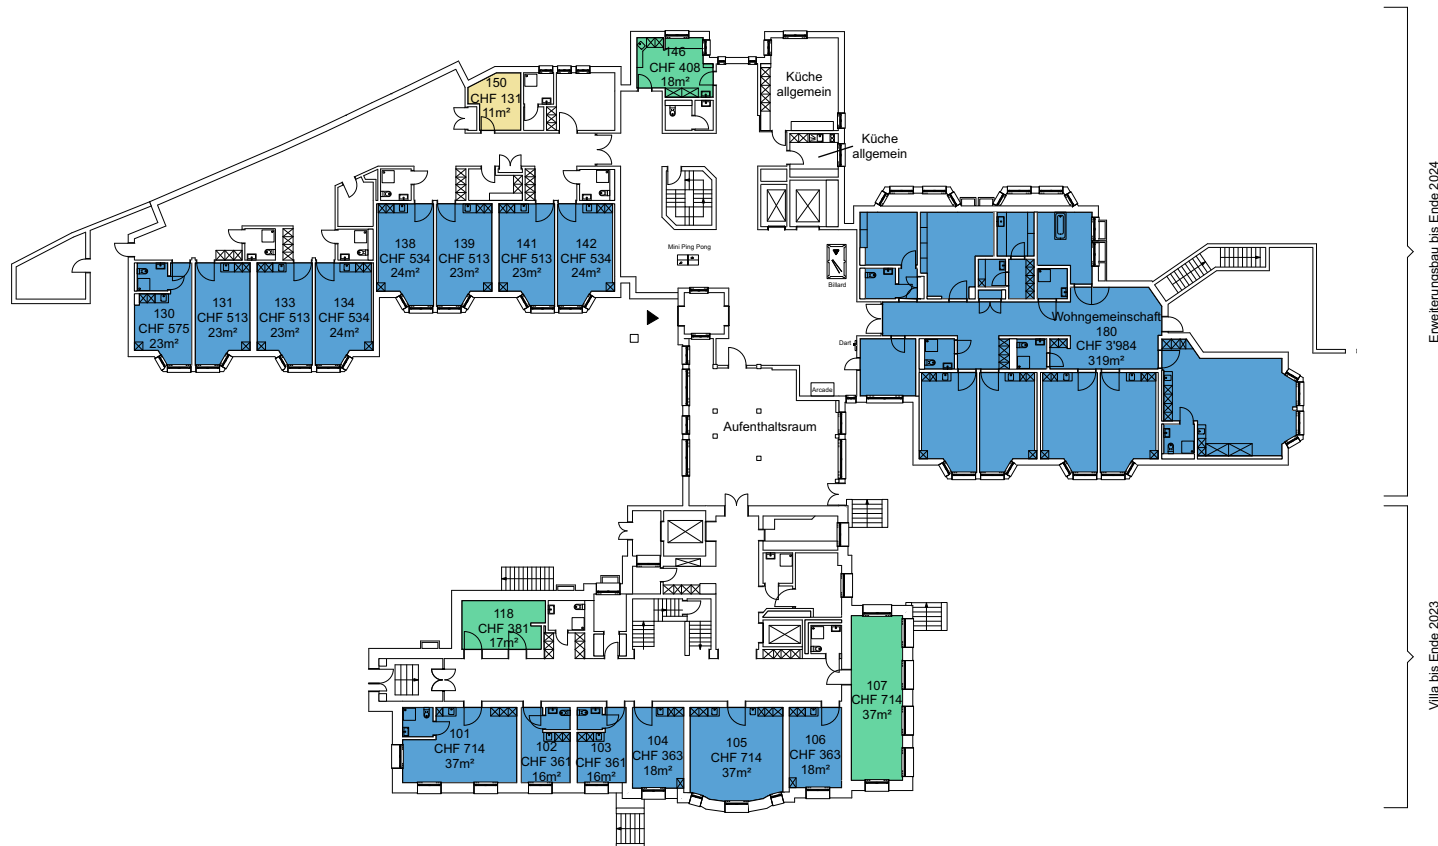 146
CHF 408
18m²
Küche
allgemein
150
CHF 131
11m²
Küche
allgemein
138
CHF 534
24m²
139
CHF 513
23m²
141
CHF 513
23m²
142
CHF 534
24m²
Mini Ping Pong
Billard
130
CHF 575
23m²
131
CHF 513
23m²
133
CHF 513
23m²
134
CHF 534
24m²
Wohngemeinschaft
180
CHF 3'984
319m²
Dart
Arcade
Aufenthaltsraum
Erweiterungsbau bis Ende 2024
118
CHF 381
17m²
107
CHF 714
37m²
101
CHF 714
37m²
102
CHF 361
16m²
103
CHF 361
16m²
104
CHF 363
18m²
105
CHF 714
37m²
106
CHF 363
18m²
Villa bis Ende 2023